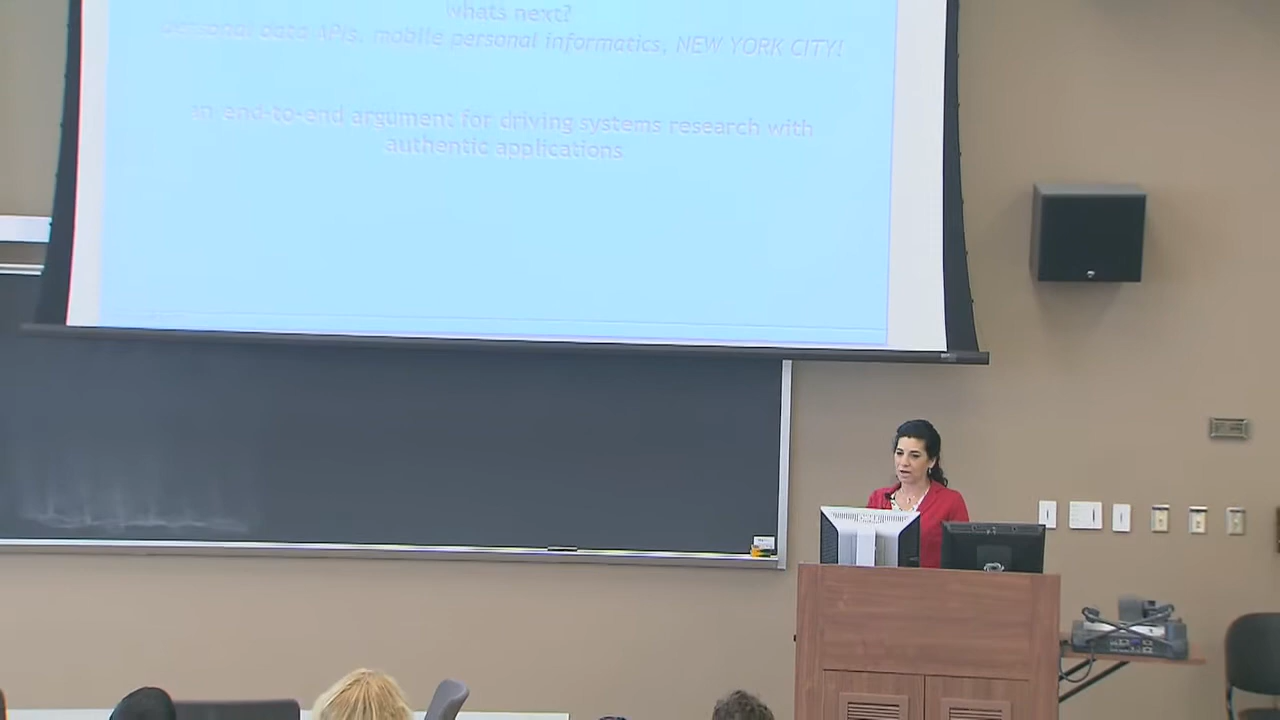 whats next?
personal data APIs, mobile personal informatics, NEW YORK CITY!
an end-to-end argument for driving systems research with
authentic applications